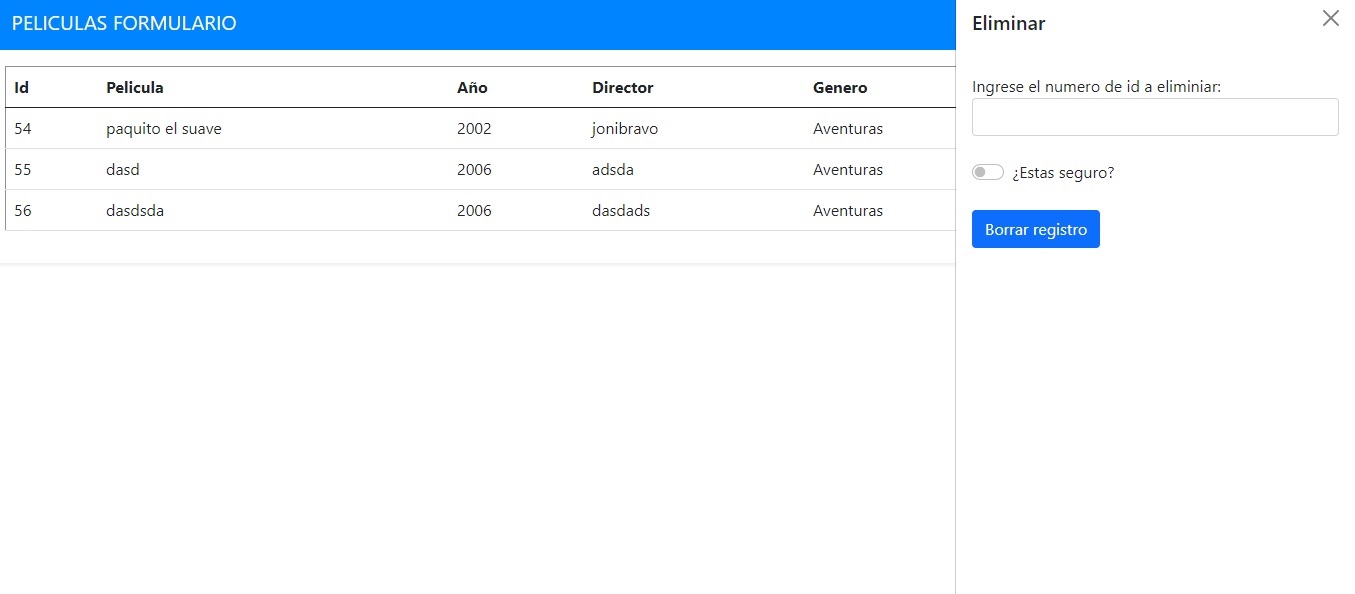 PELICULAS FORMULARIO
Id Pelicula Año Director Genero
54 paquito el suave 2002 jonibravo Aventuras
55 dasd 2006 adsda Aventuras
56 dasdsda 2006 dasdads Aventuras
Eliminar
Ingrese el numero de id a eliminiar:
¿Estas seguro?
Borrar registro